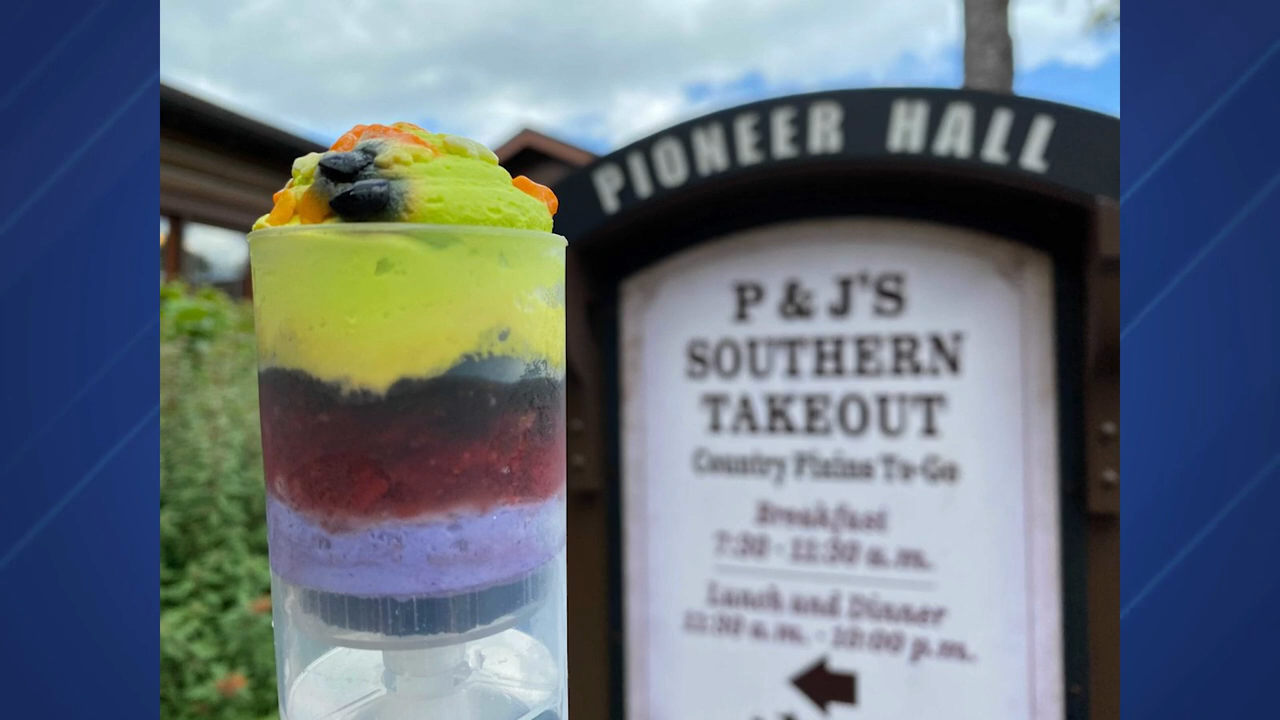 PIONEER HALL
P & J'S
SOUTHERN
TAKEOUT
Country Fixins To-Go
Breakfast
7:30 - 11:30 a.m.
Lunch and Dinner
11:30 a.m. - 10:00 p.m.